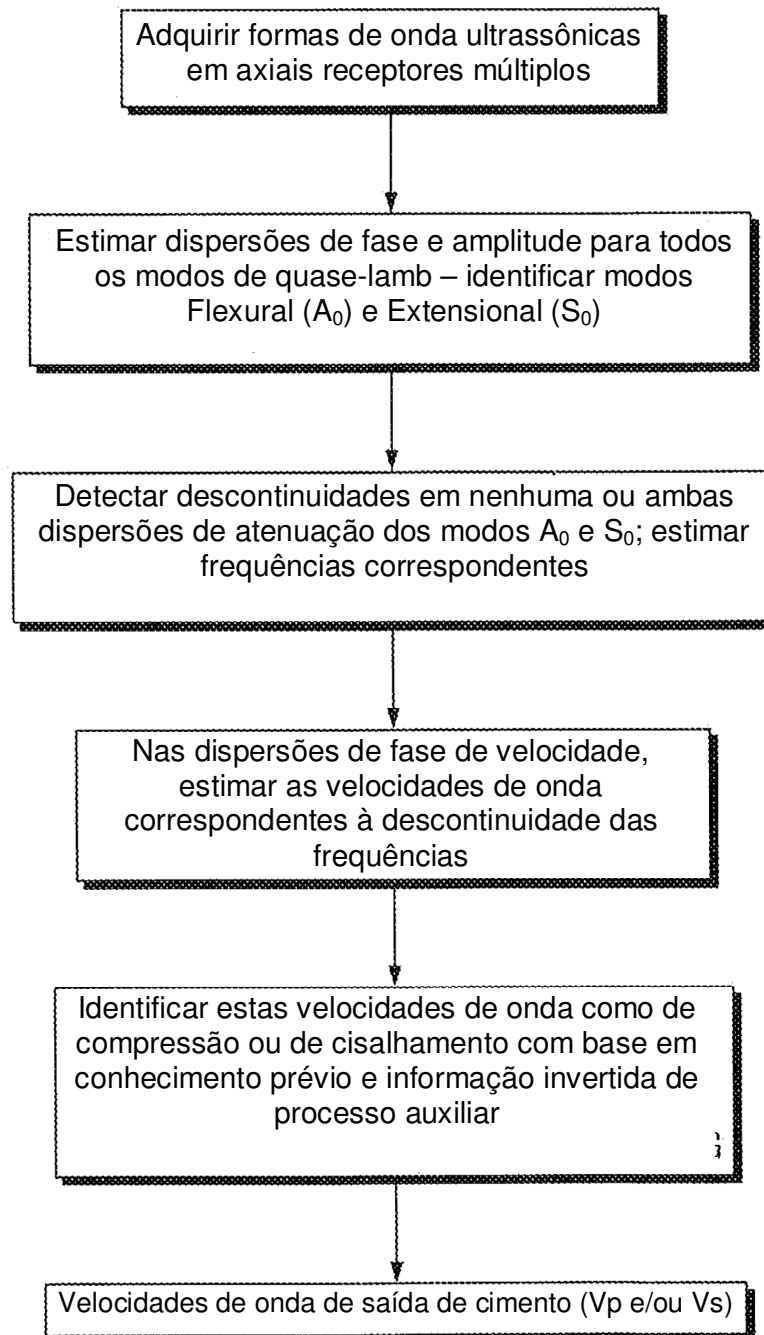 Adquirir formas de onda ultrassônicas
em axiais receptores múltiplos
Estimar dispersões de fase e amplitude para todos
os modos de quase-lamb – identificar modos
Flexural (A₀) e Extensional (S₀)
Detectar descontinuidades em nenhuma ou ambas
dispersões de atenuação dos modos A₀ e S₀; estimar
frequências correspondentes
Nas dispersões de fase de velocidade,
estimar as velocidades de onda
correspondentes à descontinuidade das
frequências
Identificar estas velocidades de onda como de
compressão ou de cisalhamento com base em
conhecimento prévio e informação invertida de
processo auxiliar
Velocidades de onda de saída de cimento (Vp e/ou Vs)